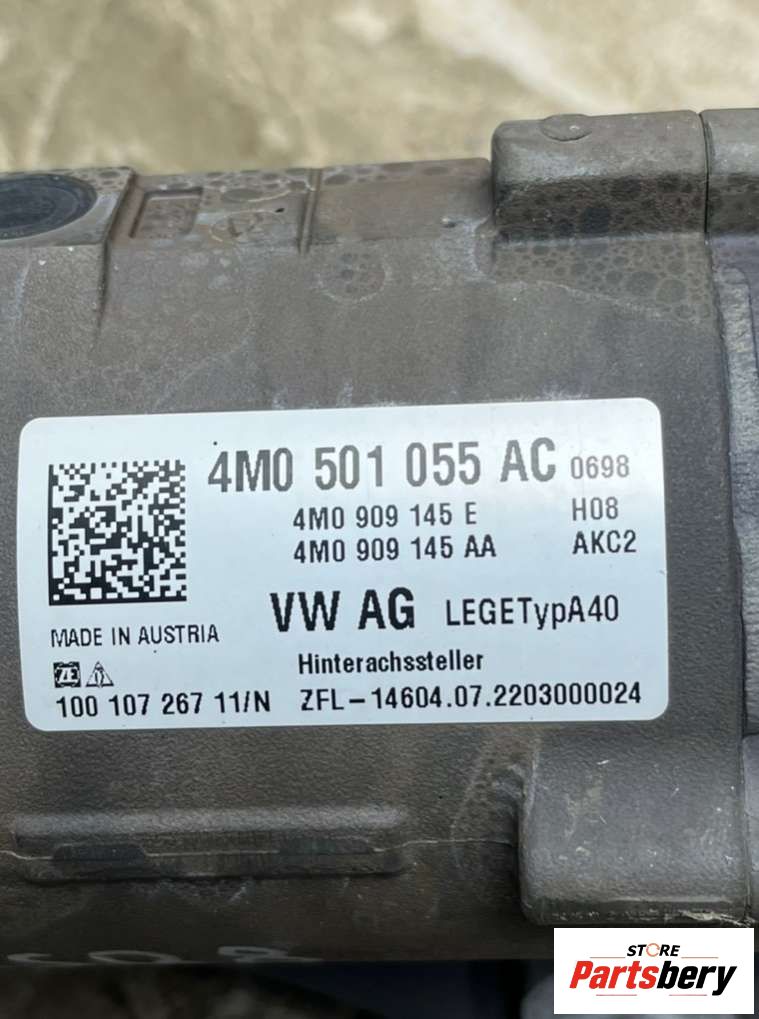 4M0 501 055 AC 0698
4M0 909 145 E H08
4M0 909 145 AA AKC2
VW AG LEGETypA40
MADE IN AUSTRIA
Hinterachssteller
ZF
100 107 267 11/N ZFL-14604.07.2203000024
STORE
Partsbery